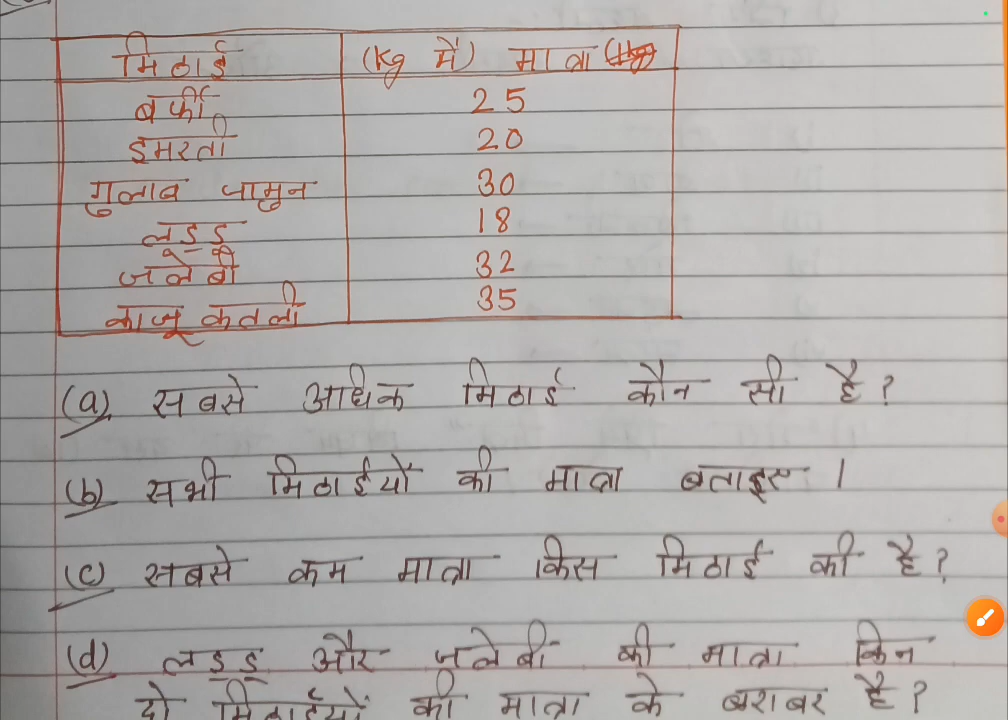 मिठाई (Kg में) मात्रा
बर्फी 25
इमरती 20
गुलाब जामुन 30
लड्डू 18
जलेबी 32
काजू कतली 35
(a) सबसे अधिक मिठाई कौन सी है?
(b) सभी मिठाईयों की मात्रा बताइए ।
(c) सबसे कम मात्रा किस मिठाई की है?
(d) लड्डू और जलेबी की मात्रा किन
दो मिठाईयों की मात्रा के बराबर है?